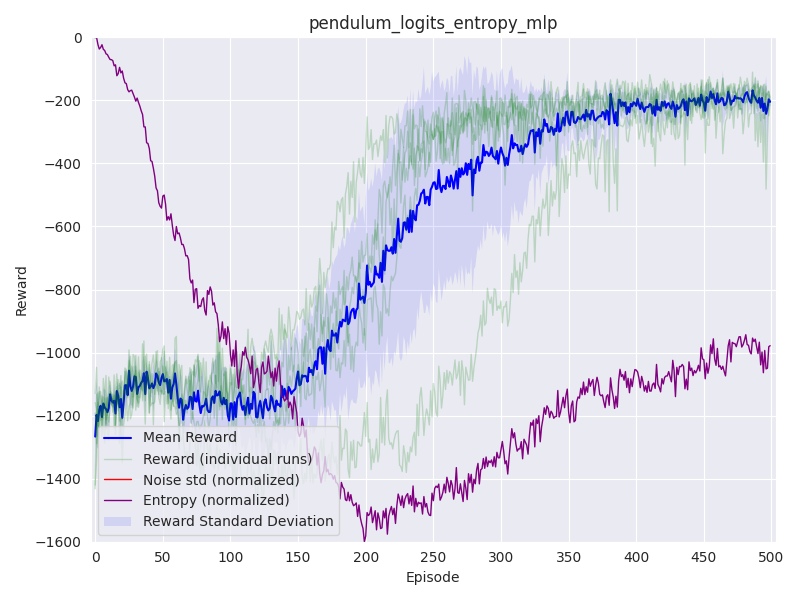 pendulum_logits_entropy_mlp
Reward
0
−200
−400
−600
−800
−1000
−1200
−1400
−1600
Mean Reward
Reward (individual runs)
Noise std (normalized)
Entropy (normalized)
Reward Standard Deviation
0 50 100 150 200 250 300 350 400 450 500
Episode